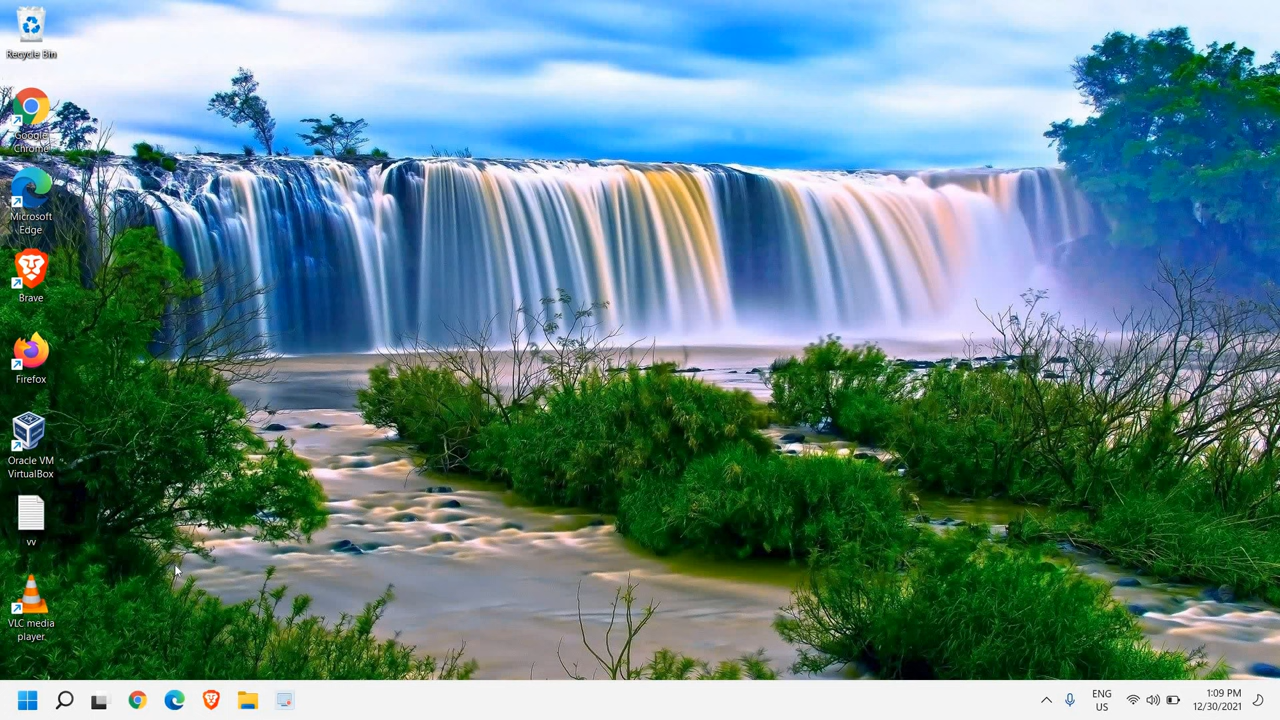 Recycle Bin
Google
Chrome
Microsoft
Edge
Brave
Firefox
Oracle VM
VirtualBox
vv
VLC media
player
ENG
US
1:09 PM
12/30/2021